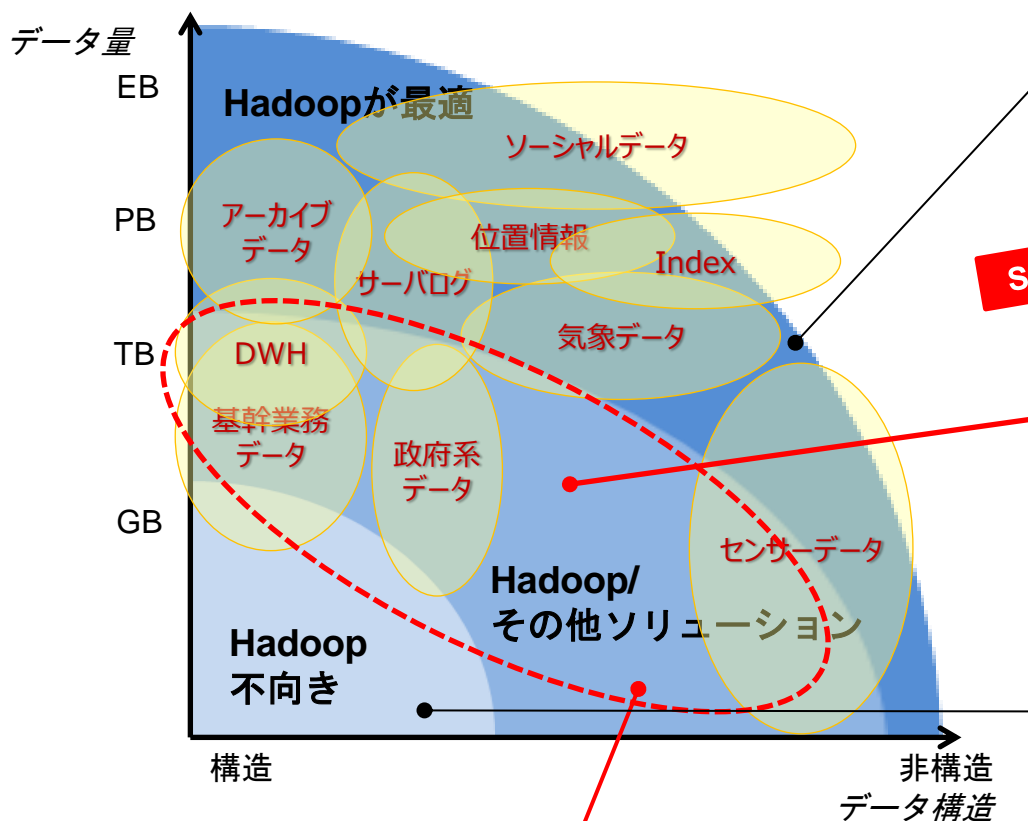 データ量
EB
Hadoopが最適
ソーシャルデータ
PB
アーカイブ
データ
位置情報
Index
サーバログ
S
気象データ
TB
DWH
基幹業務
データ
政府系
データ
GB
センサーデータ
Hadoop/
その他ソリューション
Hadoop
不向き
構造
非構造
データ構造